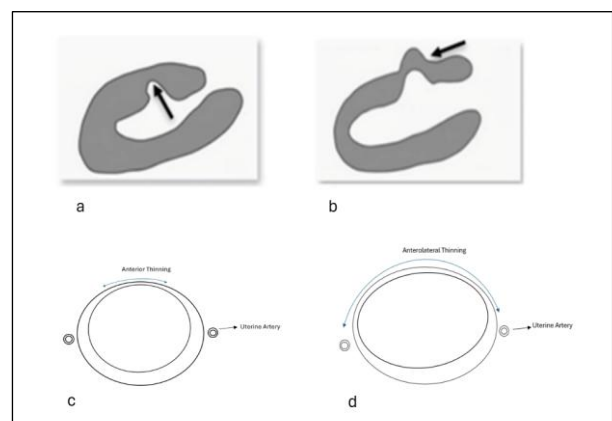 a
b
Anterior Thinning
Uterine Artery
c
Anterolateral Thinning
Uterine Artery
d